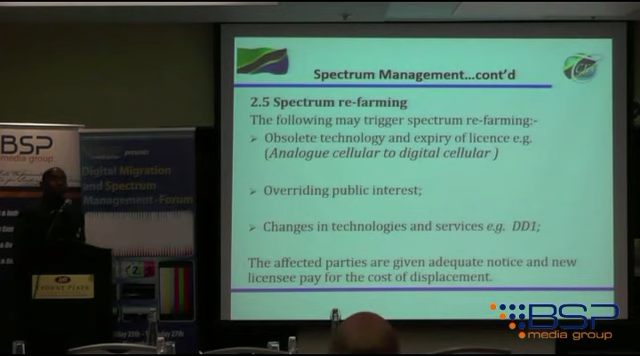 Spectrum Management...cont'd
2.5 Spectrum re-farming
The following may trigger spectrum re-farming:-
➢ Obsolete technology and expiry of licence e.g.
(Analogue cellular to digital cellular )
➢ Overriding public interest;
➢ Changes in technologies and services e.g. DD1;
The affected parties are given adequate notice and new
licensee pay for the cost of displacement.
BSP
media group
Digital Migration
and Spectrum
Management Forum
BSP
media group